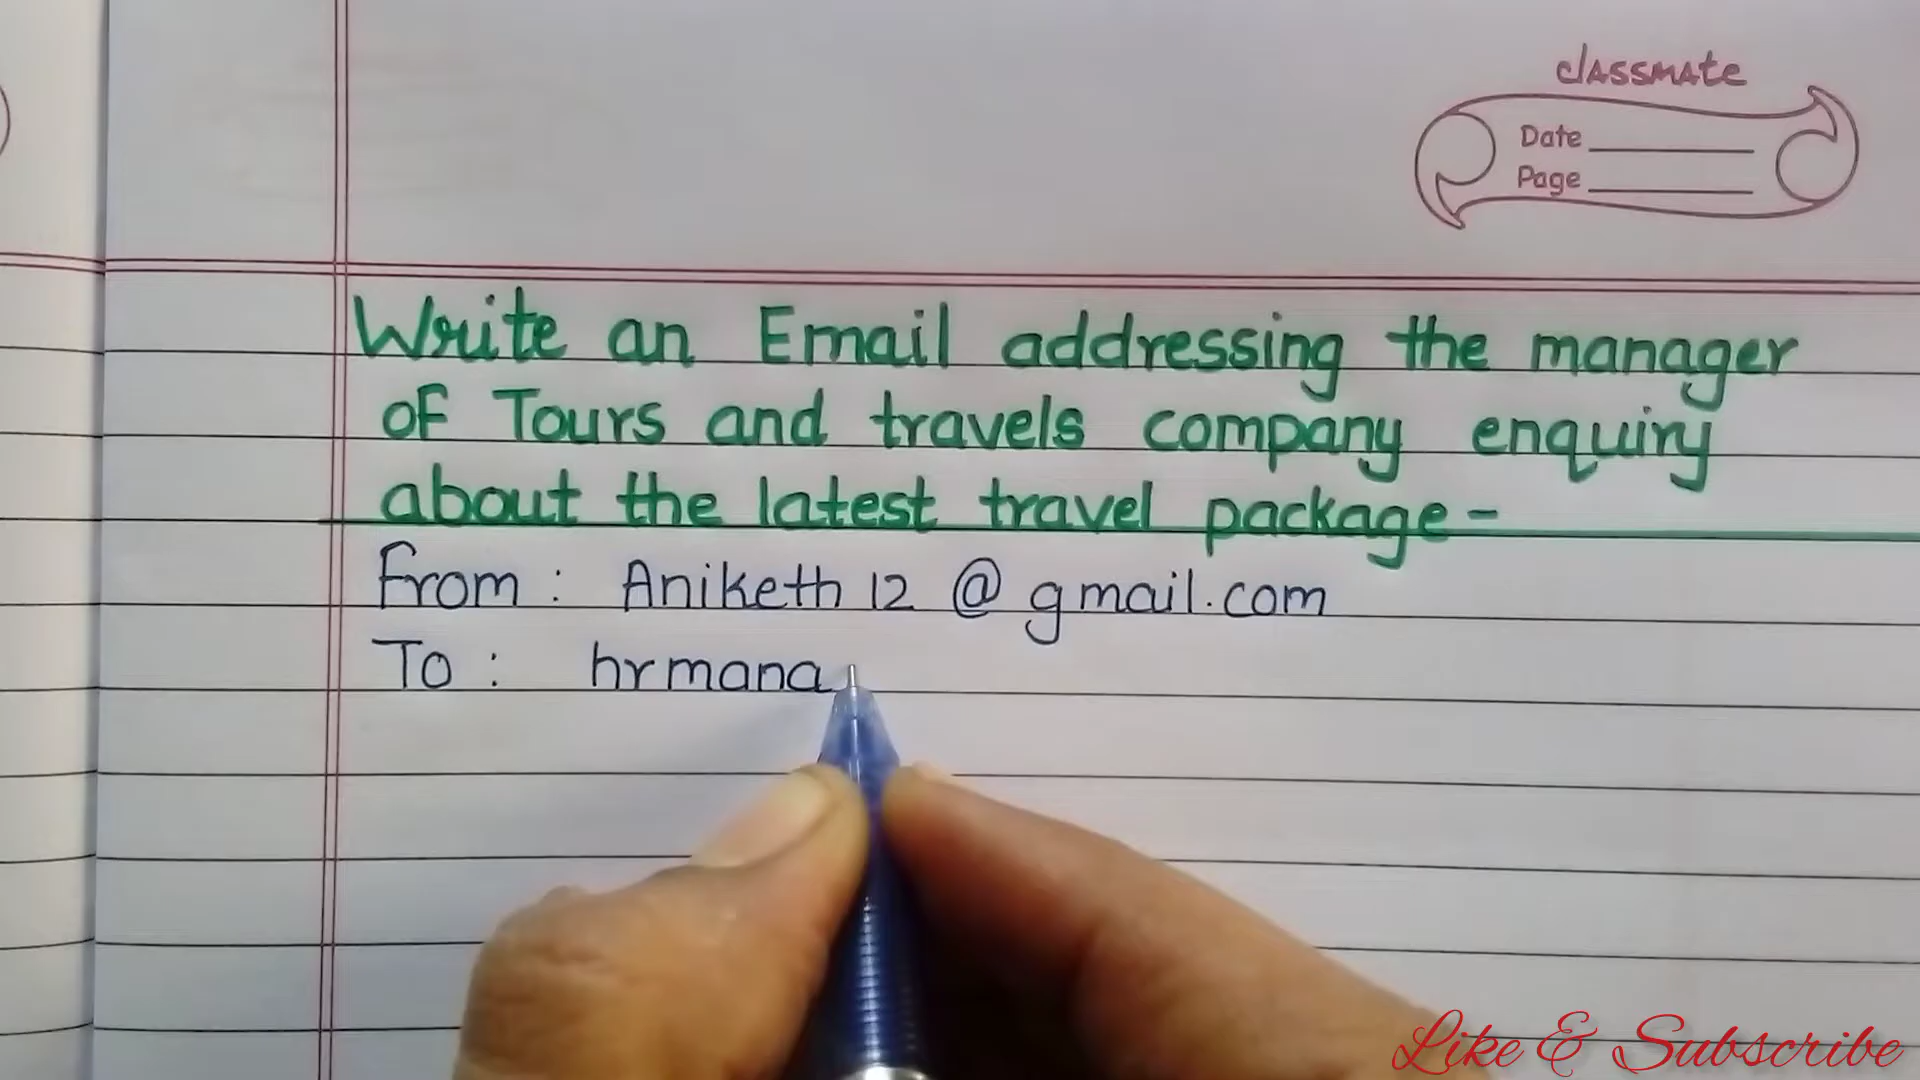 classmate
Date
Page
Write an Email addressing the manager
of Tours and travels company enquiry
about the latest travel package-
From : Aniketh 12 @ gmail.com
To : hrmana
Like & Subscribe